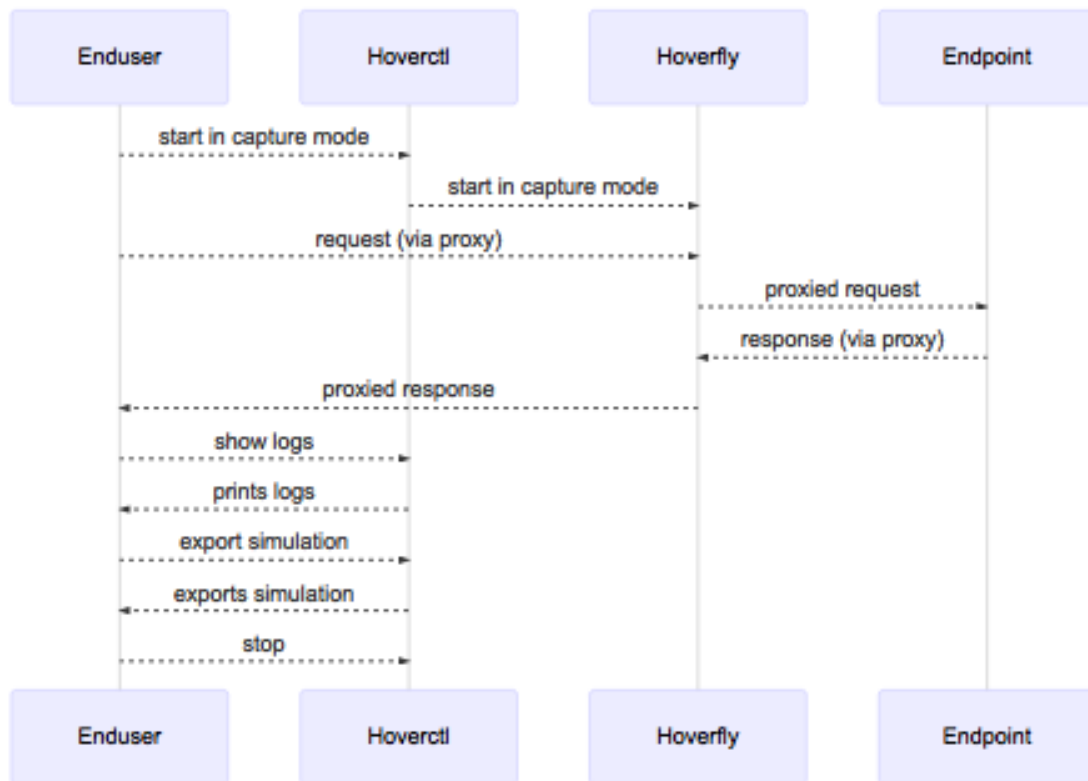 Enduser
Hoverctl
Hoverfly
Endpoint
start in capture mode
start in capture mode
request (via proxy)
proxied request
response (via proxy)
proxied response
show logs
prints logs
export simulation
exports simulation
stop
Enduser
Hoverctl
Hoverfly
Endpoint